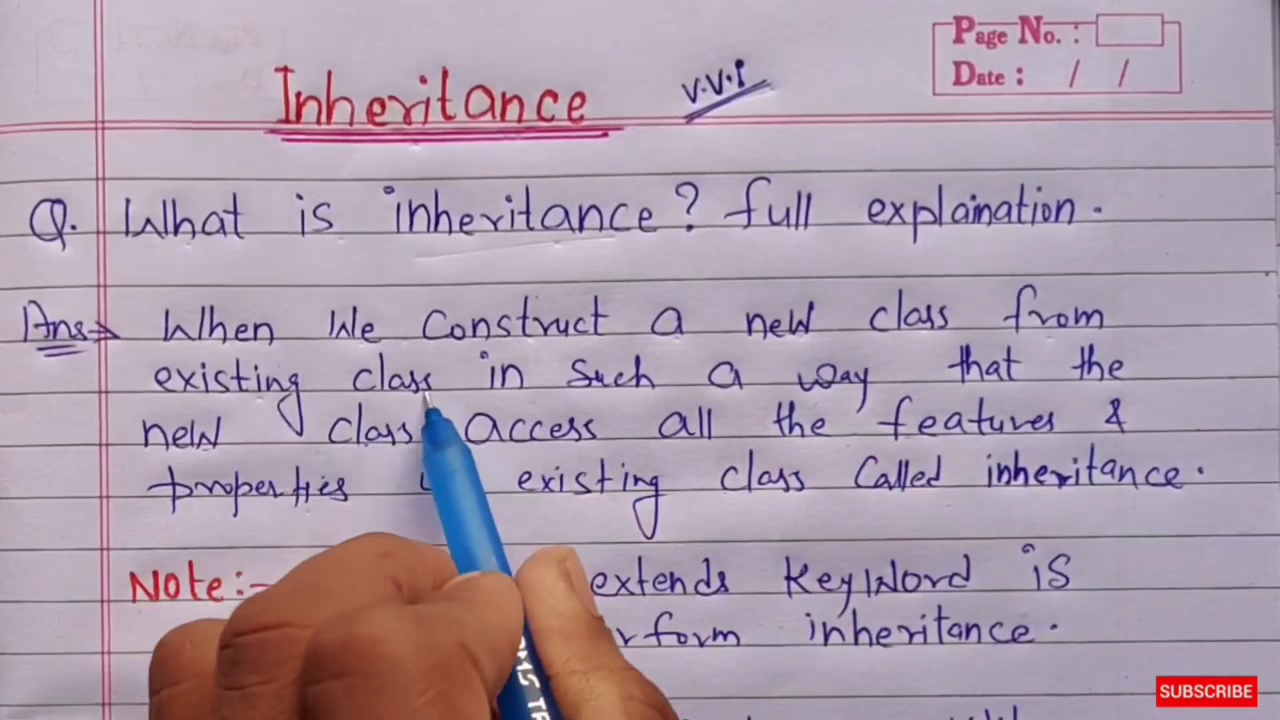 Page No. :
Date : / /
Inheritance
V.V.I
Q. What is inheritance? full explaination.
Ans→ When We Construct a new class from
existing class in Such a way that the
new class access all the features &
properties existing class Called inheritance.
Note:- extends KeyWord is
inheritance.
SUBSCRIBE